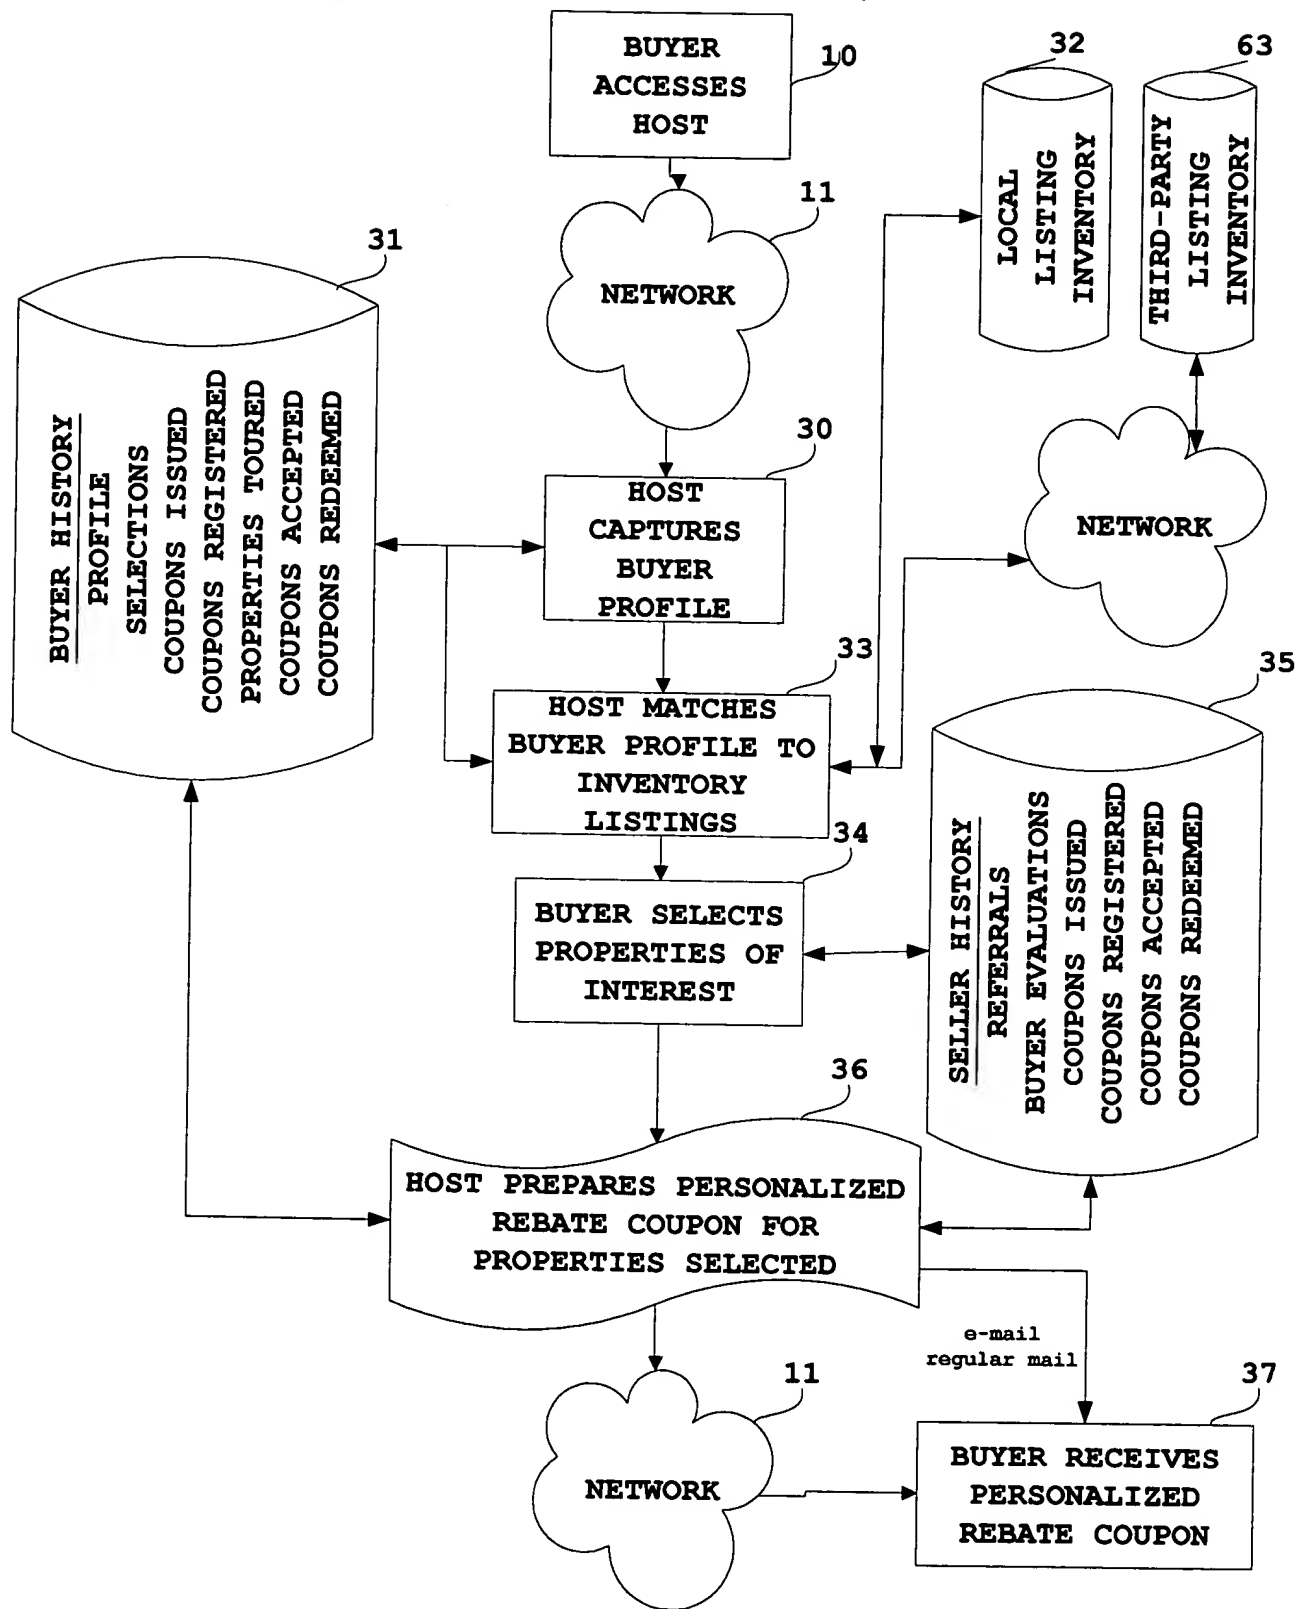 BUYER
ACCESSES
HOST
10
32
63
LOCAL
LISTING
INVENTORY
THIRD-PARTY
LISTING
INVENTORY
11
NETWORK
31
BUYER HISTORY
PROFILE
SELECTIONS
COUPONS ISSUED
COUPONS REGISTERED
PROPERTIES TOURED
COUPONS ACCEPTED
COUPONS REDEEMED
30
HOST
CAPTURES
BUYER
PROFILE
NETWORK
33
HOST MATCHES
BUYER PROFILE TO
INVENTORY
LISTINGS
35
SELLER HISTORY
REFERRALS
BUYER EVALUATIONS
COUPONS ISSUED
COUPONS REGISTERED
COUPONS ACCEPTED
COUPONS REDEEMED
34
BUYER SELECTS
PROPERTIES OF
INTEREST
36
HOST PREPARES PERSONALIZED
REBATE COUPON FOR
PROPERTIES SELECTED
e-mail
regular mail
11
NETWORK
37
BUYER RECEIVES
PERSONALIZED
REBATE COUPON